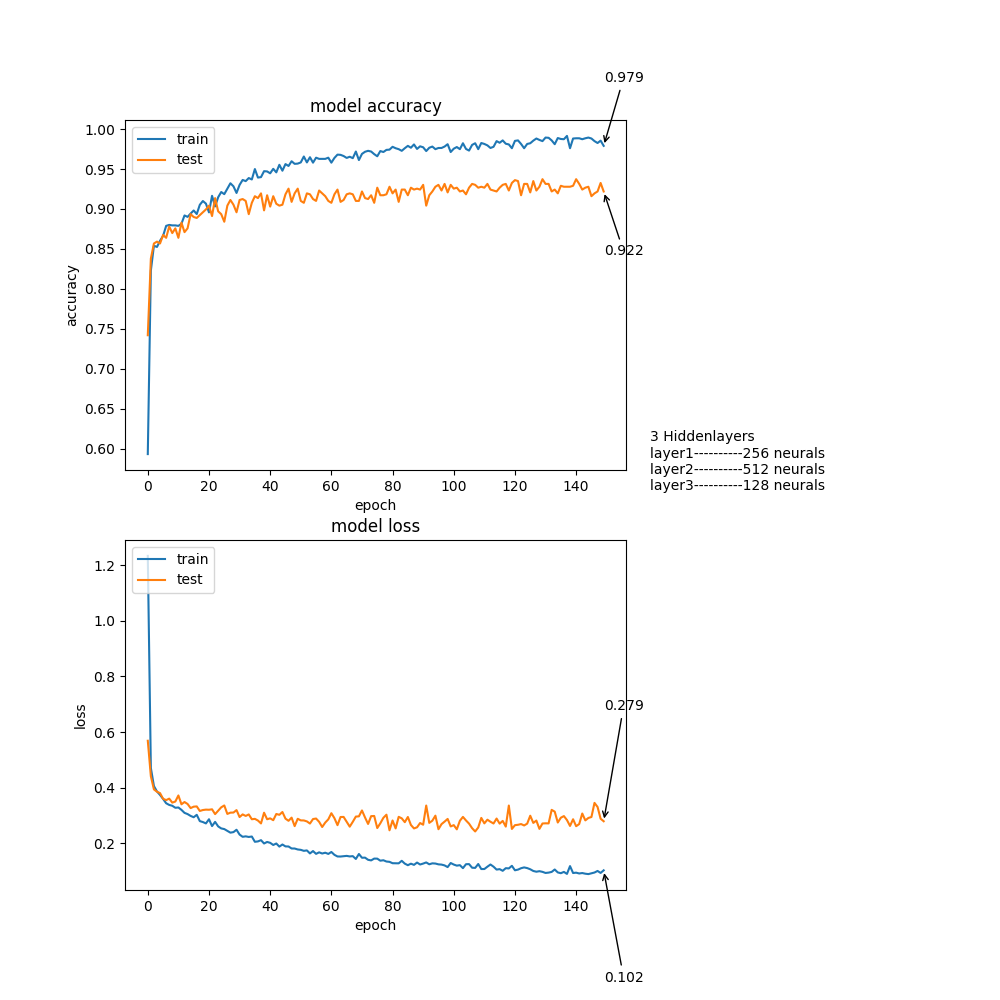 0.979
model accuracy
train
test
1.00
0.95
0.90
0.85
0.80
0.75
0.70
0.65
0.60
accuracy
0.922
0 20 40 60 80 100 120 140
epoch
3 Hiddenlayers
layer1----------256 neurals
layer2----------512 neurals
layer3----------128 neurals
model loss
train
test
1.2
1.0
0.8
0.6
0.4
0.2
loss
0.279
0 20 40 60 80 100 120 140
epoch
0.102